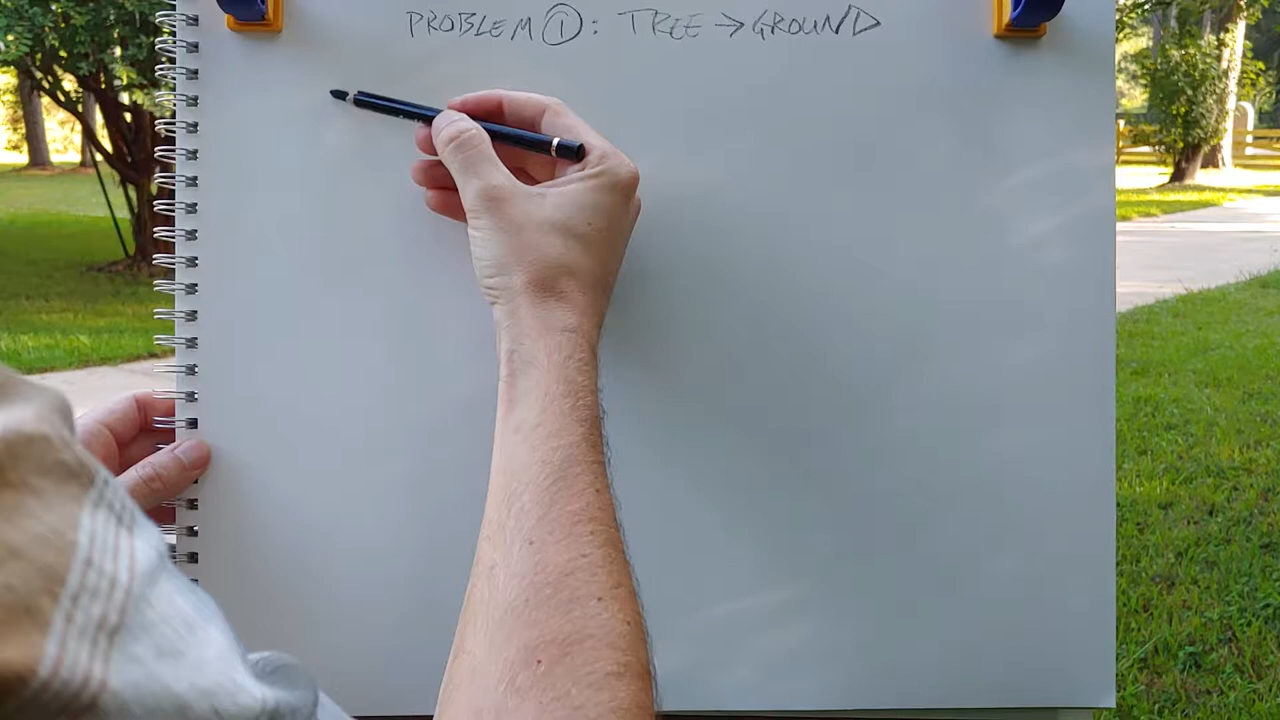 PROBLEM ①: TREE → GROUND